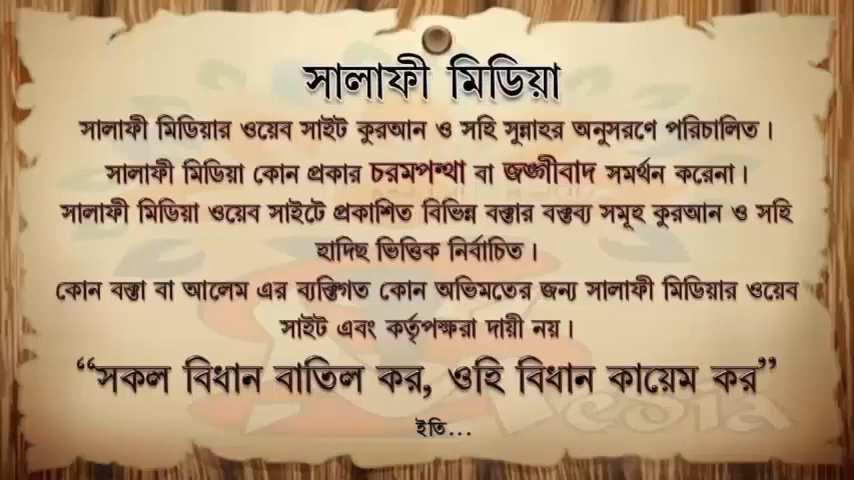 সালাফী মিডিয়া
সালাফী মিডিয়ার ওয়েব সাইট কুরআন ও সহি সুন্নাহর অনুসরণে পরিচালিত।
সালাফী মিডিয়া কোন প্রকার চরমপন্থা বা জঙ্গীবাদ সমর্থন করেনা।
সালাফী মিডিয়া ওয়েব সাইটে প্রকাশিত বিভিন্ন বক্তার বক্তব্য সমূহ কুরআন ও সহি
হাদিছ ভিত্তিক নির্বাচিত।
কোন বক্তা বা আলেম এর ব্যক্তিগত কোন অভিমতের জন্য সালাফী মিডিয়ার ওয়েব
সাইট এবং কর্তৃপক্ষরা দায়ী নয়।
“সকল বিধান বাতিল কর, ওহি বিধান কায়েম কর”
ইতি...